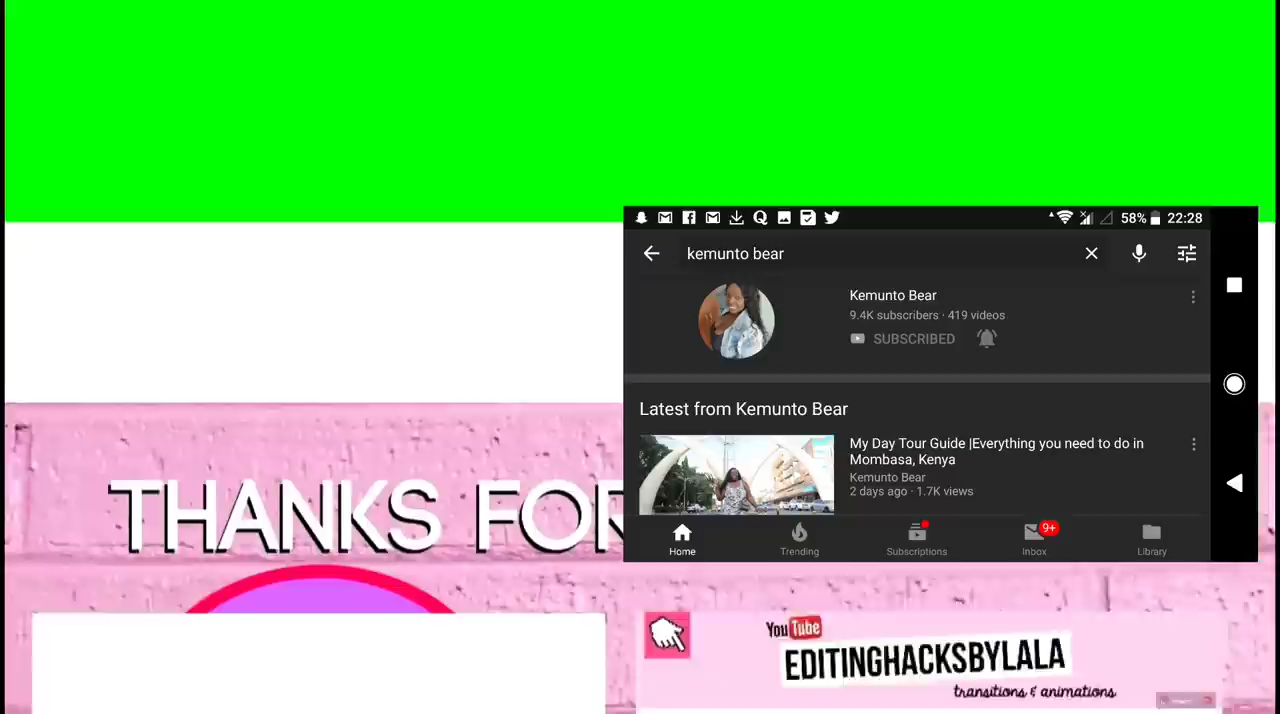 58% 22:28
kemunto bear
Kemunto Bear
9.4K subscribers · 419 videos
SUBSCRIBED
Latest from Kemunto Bear
My Day Tour Guide |Everything you need to do in
Mombasa, Kenya
Kemunto Bear
2 days ago · 1.7K views
9+
Home Trending Subscriptions Inbox Library
THANKS FOR
YouTube
EDITINGHACKSBYLALA
transitions & animations